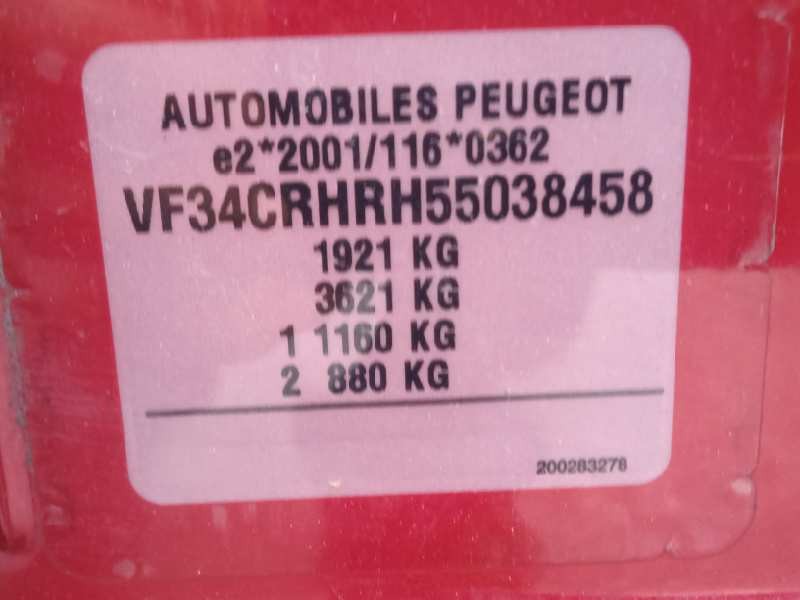 AUTOMOBILES PEUGEOT
e2*2001/116*0362
VF34CRHRH55038458
1921 KG
3621 KG
1 1160 KG
2 880 KG
200283278